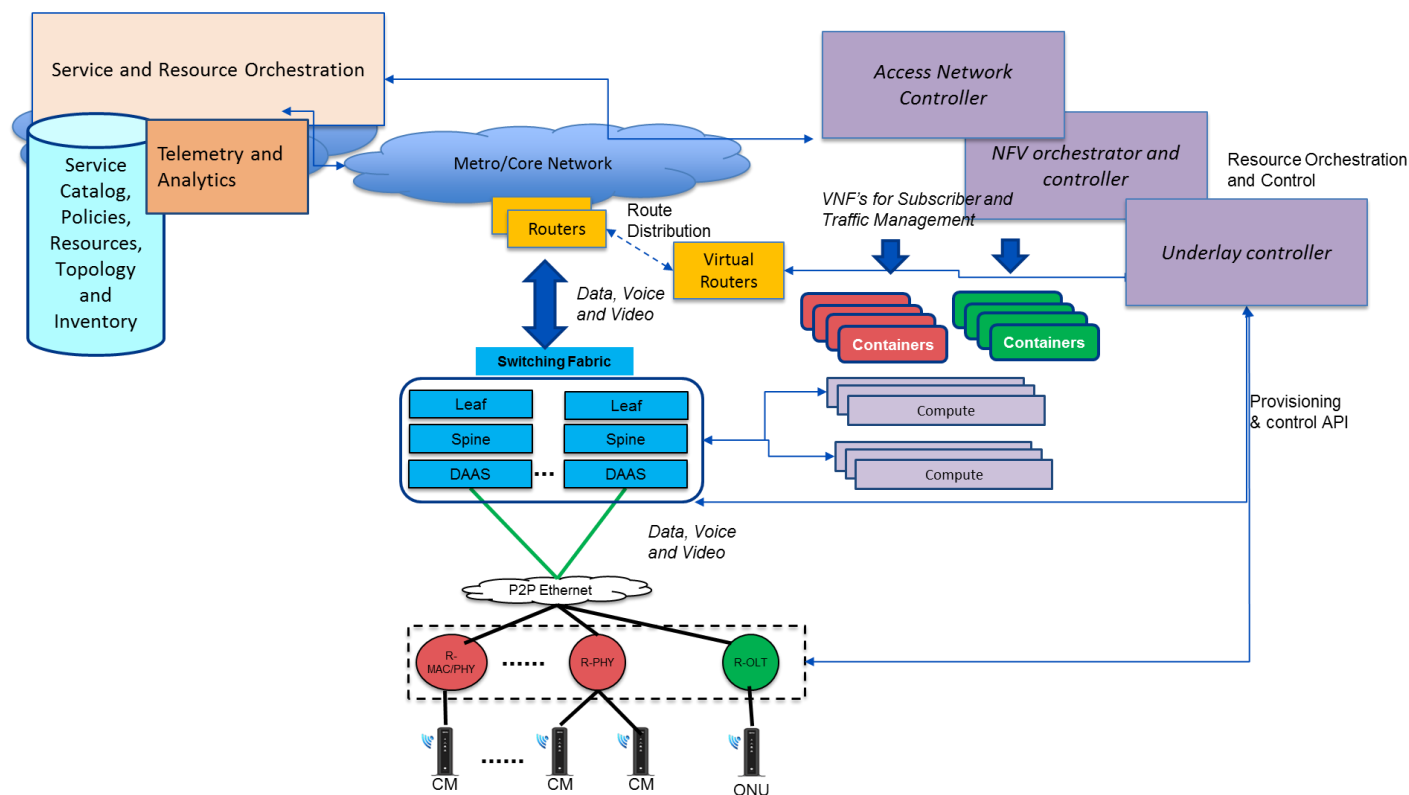 Service and Resource Orchestration
Access Network
Controller
Telemetry and
Analytics
Service
Catalog,
Policies,
Resources,
Topology
and
Inventory
Metro/Core Network
NFV orchestrator and
controller
Resource Orchestration
and Control
VNF's for Subscriber and
Traffic Management
Routers
Route
Distribution
Virtual
Routers
Underlay controller
Data, Voice
and Video
Containers
Containers
Switching Fabric
Leaf
Leaf
Spine
Spine
DAAS
...
DAAS
Compute
Compute
Provisioning
& control API
Data, Voice
and Video
P2P Ethernet
R-
MAC/PHY
......
R-PHY
R-OLT
CM
......
CM
CM
ONU